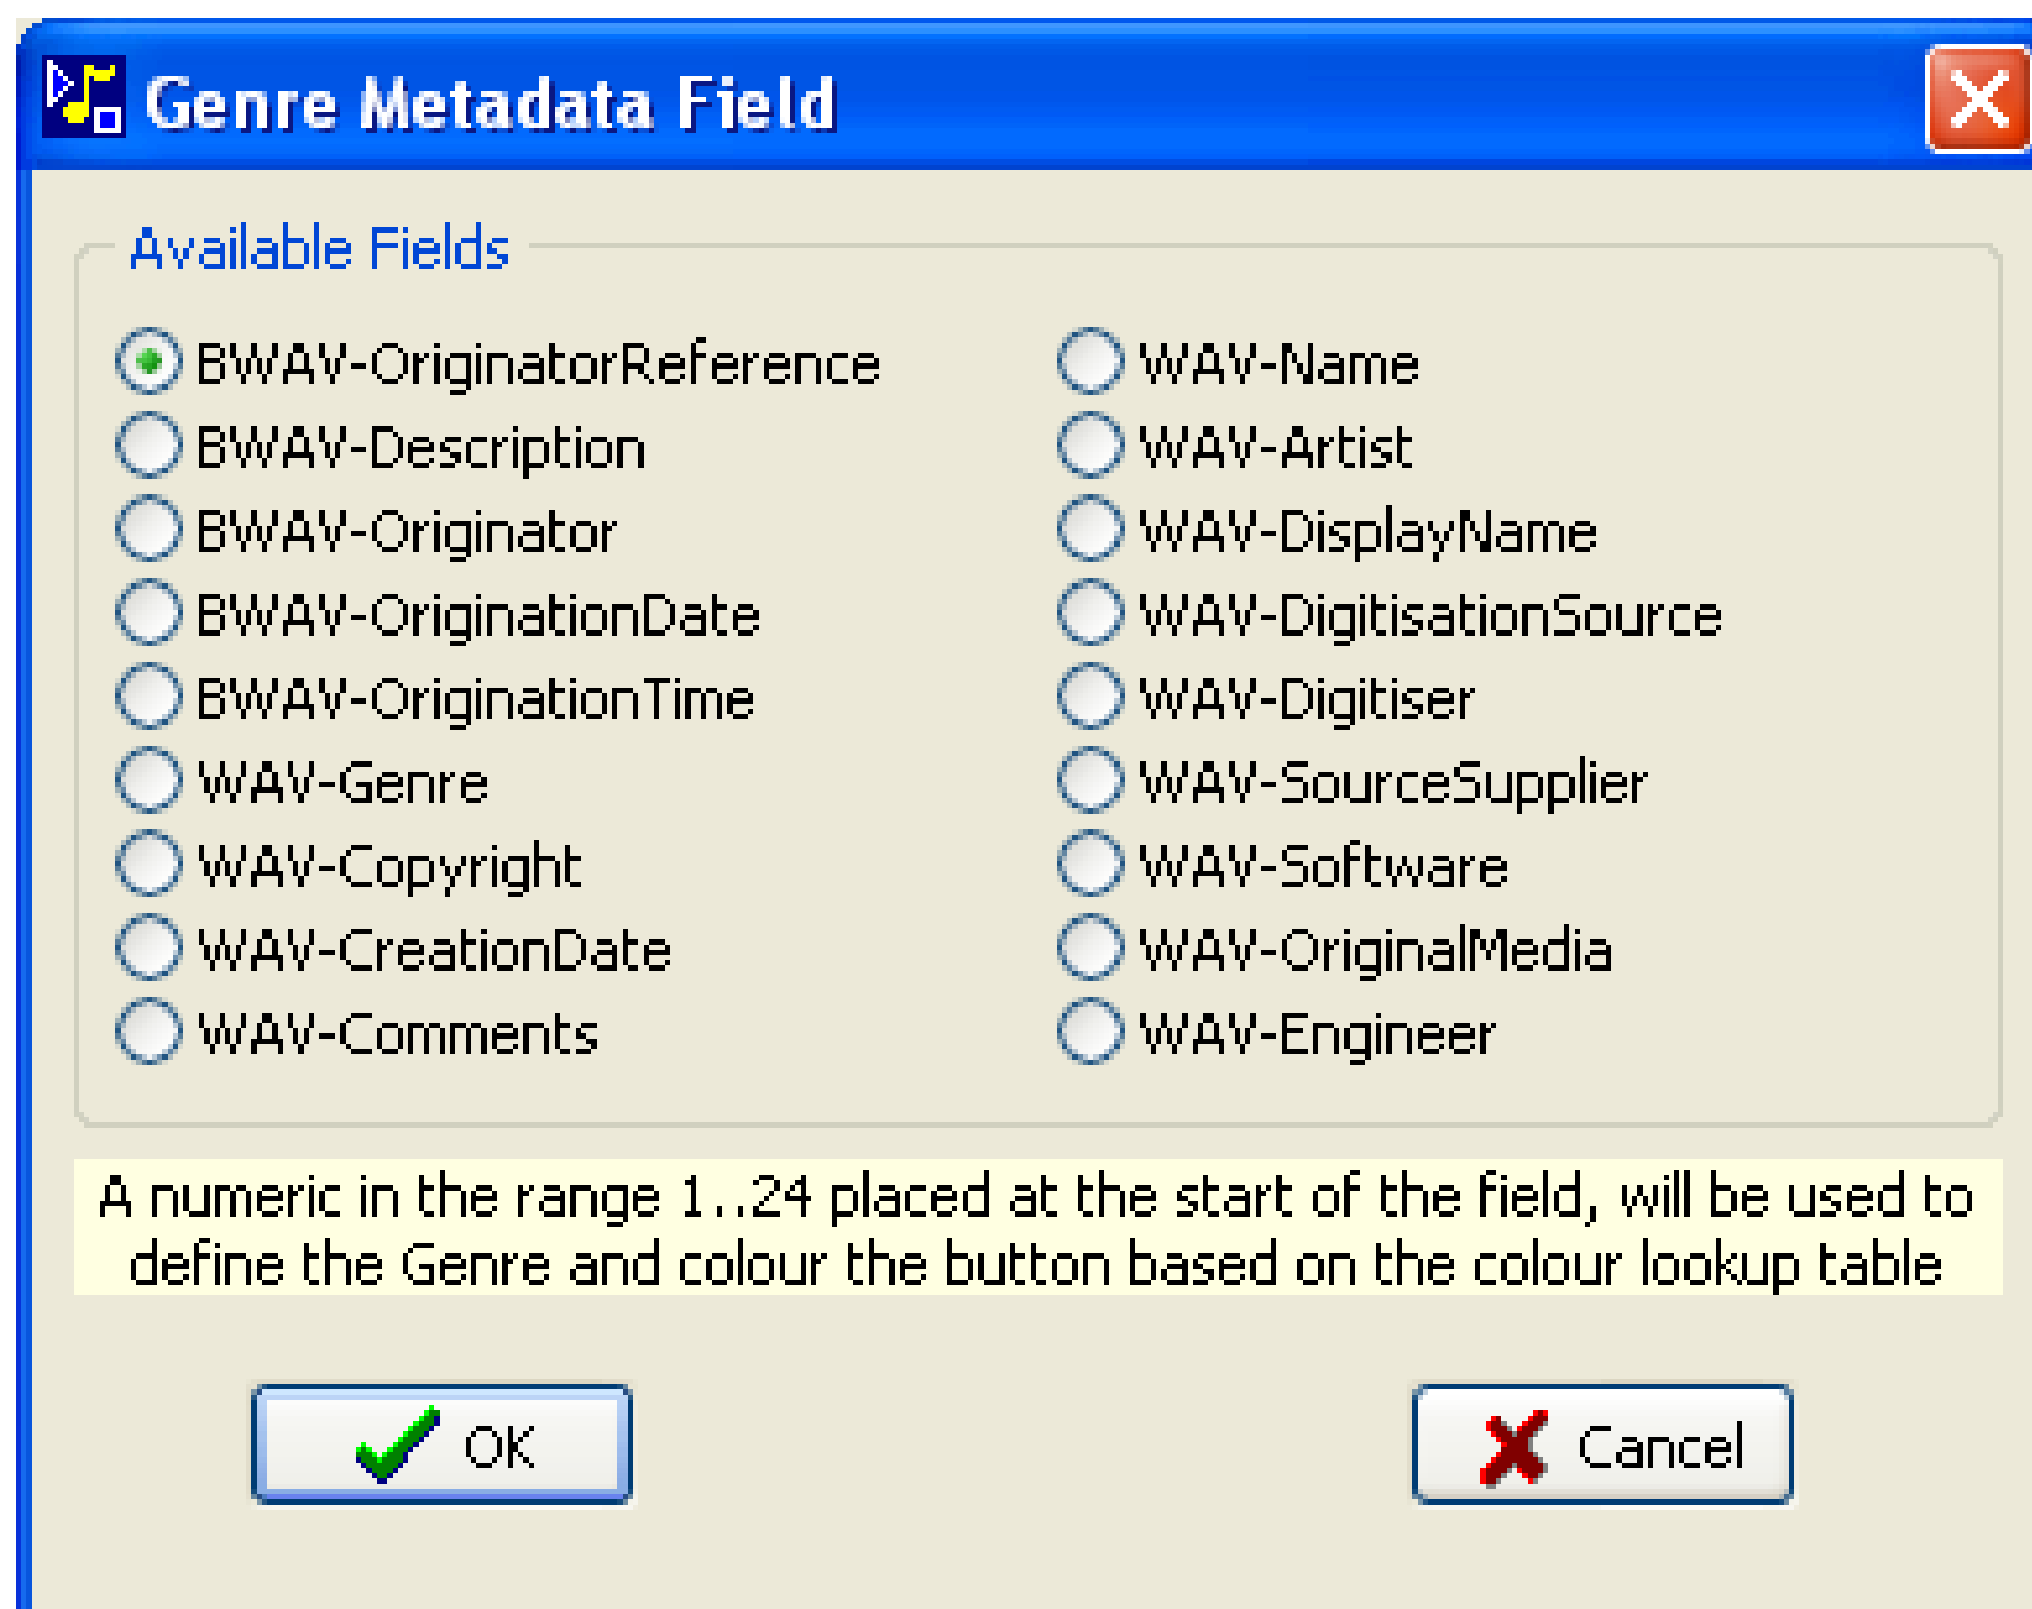 Genre Metadata Field
Available Fields
BWAV-OriginatorReference
BWAV-Description
BWAV-Originator
BWAV-OriginationDate
BWAV-OriginationTime
WAV-Genre
WAV-Copyright
WAV-CreationDate
WAV-Comments
WAV-Name
WAV-Artist
WAV-DisplayName
WAV-DigitisationSource
WAV-Digitiser
WAV-SourceSupplier
WAV-Software
WAV-OriginalMedia
WAV-Engineer
A numeric in the range 1..24 placed at the start of the field, will be used to
define the Genre and colour the button based on the colour lookup table
OK
Cancel